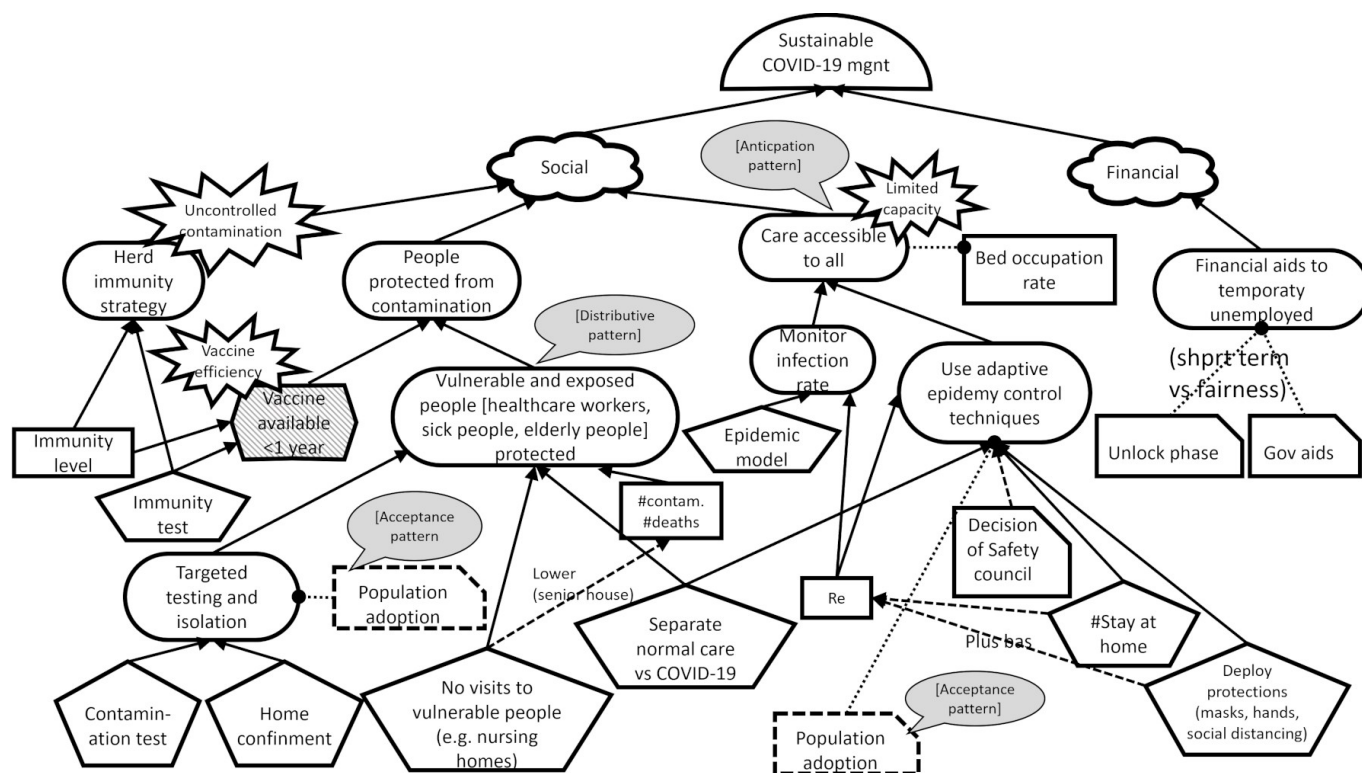 Sustainable
COVID-19 mgnt
[Anticpation
pattern]
Social
Financial
Limited
capacity
Uncontrolled
contamination
Care accessible
to all
Bed occupation
rate
Herd
immunity
strategy
People
protected from
contamination
Financial aids to
temporaty
unemployed
[Distributive
pattern]
Vaccine
efficiency
Monitor
infection
rate
Use adaptive
epidemy control
techniques
(shprt term
vs fairness)
Vulnerable and exposed
people [healthcare workers,
sick people, elderly people]
protected
Vaccine
available
<1 year
Immunity
level
Epidemic
model
Unlock phase
Gov aids
Immunity
test
#contam.
#deaths
[Acceptance
pattern
Decision
of Safety
council
Targeted
testing and
isolation
Population
adoption
Lower
(senior house)
Re
#Stay at
home
Separate
normal care
vs COVID-19
Plus bas
Deploy
protections
(masks, hands,
social distancing)
Contamin-
ation test
Home
confinment
No visits to
vulnerable people
(e.g. nursing
homes)
[Acceptance
pattern]
Population
adoption